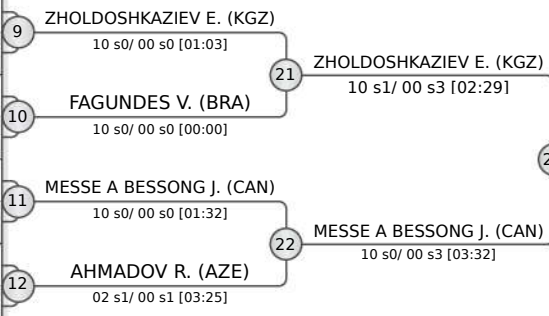 9
ZHOLDOSHKAZIEV E. (KGZ)
10 s0/ 00 s0 [01:03]
21
ZHOLDOSHKAZIEV E. (KGZ)
10 s1/ 00 s3 [02:29]
10
FAGUNDES V. (BRA)
10 s0/ 00 s0 [00:00]
11
MESSE A BESSONG J. (CAN)
10 s0/ 00 s0 [01:32]
22
MESSE A BESSONG J. (CAN)
10 s0/ 00 s3 [03:32]
12
AHMADOV R. (AZE)
02 s1/ 00 s1 [03:25]